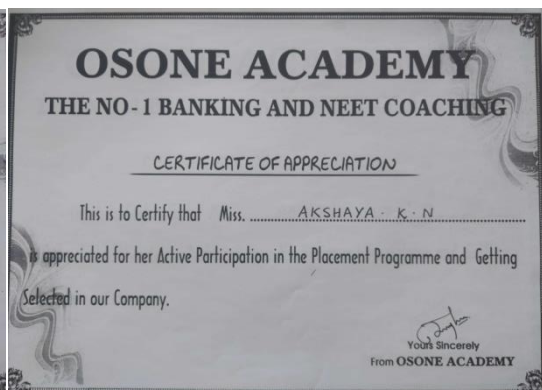 OSONE ACADEMY
THE NO-1 BANKING AND NEET COACHING
CERTIFICATE OF APPRECIATION
This is to Certify that Miss. .......... AKSHAYA · K · N ..........
is appreciated for her Active Participation in the Placement Programme and Getting
Selected in our Company.
Yours Sincerely
From OSONE ACADEMY